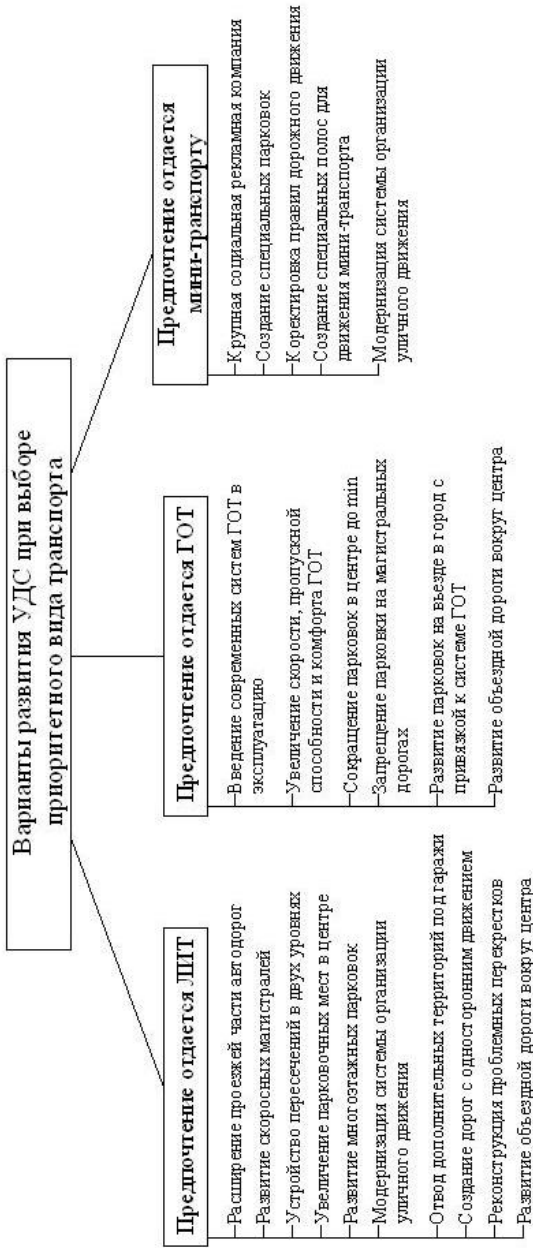 Варианты развития УДС при выборе
приоритетного вида транспорта
Предпочтение отдается ЛИТ
Расширение проезжей части автодорог
Развитие скоросных магистралей
Устройство пересечений в двух уровнях
Увеличение парковочных мест в центре
Развитие многоэтажных парковок
Модернизация системы организации
уличного движения
Отвод дополнительных территорий под гаражи
Создание дорог с односторонним движением
Реконструкция проблемных перекрестков
Развитие объездной дороги вокруг центра
Предпочтение отдается ГОТ
Введение современных систем ГОТ в
эксплуатацию
Увеличение скорости, пропускной
способности и комфорта ГОТ
Сокращение парковок в центре до min
Запрещение парковки на магистральных
дорогах
Развитие парковок на въезде в город с
привязкой к системе ГОТ
Развитие объездной дороги вокруг центра
Предпочтение отдается
мини-транспорту
Крупная социальная рекламная компания
Создание специальных парковок
Коректировка правил дорожного движения
Создание специальных полос для
движения мини-транспорта
Модернизация системы организации
уличного движения